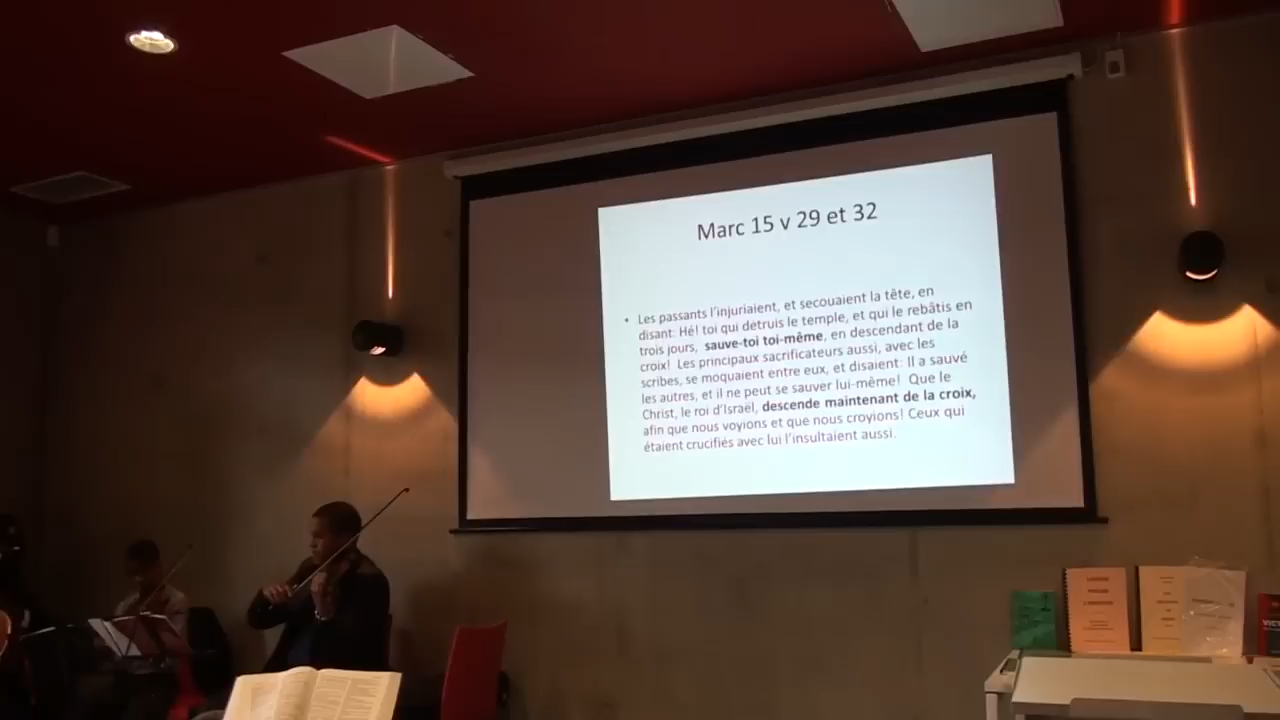 Marc 15 v 29 et 32
• Les passants l'injuriaient, et secouaient la tête, en
disant: Hé! toi qui détruis le temple, et qui le rebâtis en
trois jours, sauve-toi toi-même, en descendant de la
croix! Les principaux sacrificateurs aussi, avec les
scribes, se moquaient entre eux, et disaient: Il a sauvé
les autres, et il ne peut se sauver lui-même! Que le
Christ, le roi d'Israël, descende maintenant de la croix,
afin que nous voyions et que nous croyions! Ceux qui
étaient crucifiés avec lui l'insultaient aussi.